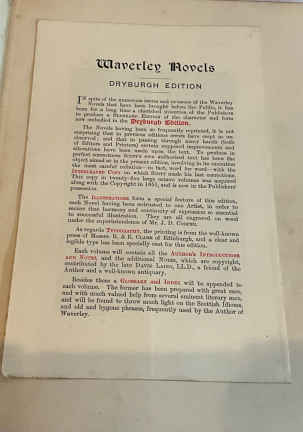 Waverley Novels
DRYBURGH EDITION
IN spite of the numerous issues and re-issues of the Waverley
Novels that have been brought before the Public, it has
been for a long time a cherished intention of the Publishers
to produce a STANDARD EDITION of the character and form
now embodied in the Dryburgh Edition.
The Novels having been so frequently reprinted, it is not
surprising that in previous editions errors have crept in un-
observed; and that in passing through many hands (both
of Editors and Printers) certain supposed improvements and
alterations have been made upon the text. To produce in
perfect correctness Scott's own authorised text has been the
object aimed at in the present edition, involving in its execution
the most careful collation—in fact, word for word—with the
INTERLEAVED COPY on which Scott made his last corrections.
This copy in twenty-five large octavo volumes was acquired
along with the Copyright in 1851, and is now in the Publishers'
possession.
The ILLUSTRATIONS form a special feature of this edition,
each Novel having been entrusted to one Artist, in order to
secure that harmony and continuity of expression so essential
to successful illustration. They are all engraved on wood
under the superintendence of Mr. J. D. COOPER.
As regards TYPOGRAPHY, the printing is from the well-known
press of Messrs. R. & R. CLARK of Edinburgh, and a clear and
legible type has been specially cast for this edition.
Each volume will contain all the AUTHOR'S INTRODUCTIONS
AND NOTES, and the additional Notes, which are copyright,
contributed by the late DAVID LAING, LL.D., a friend of the
Author and a well-known antiquary.
Besides these a GLOSSARY and INDEX will be appended to
each volume. The former has been prepared with great care,
and with much valued help from several eminent literary men,
and will be found to throw much light on the Scottish Idioms,
and old and bygone phrases, frequently used by the Author of
Waverley.